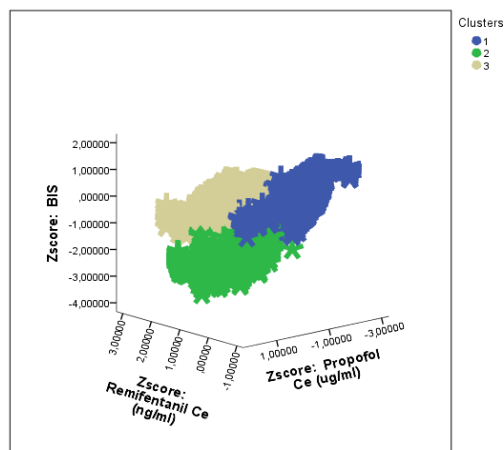 Clusters
1
2
3
2,00000
1,00000
,00000
-1,00000
-2,00000
-3,00000
-4,00000
Zscore: BIS
3,00000
2,00000
1,00000
,00000
-1,00000
Zscore:
Remifentanil Ce
(ng/ml)
1,00000
-1,00000
-3,00000
Zscore: Propofol
Ce (ug/ml)